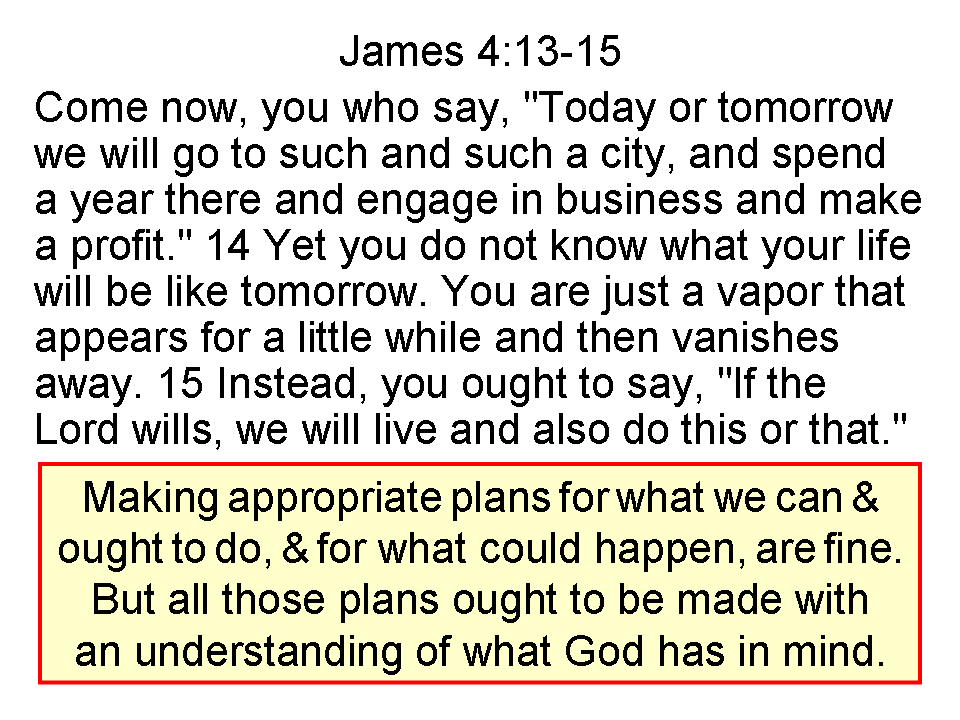 James 4:13-15
Come now, you who say, "Today or tomorrow
we will go to such and such a city, and spend
a year there and engage in business and make
a profit." 14 Yet you do not know what your life
will be like tomorrow. You are just a vapor that
appears for a little while and then vanishes
away. 15 Instead, you ought to say, "If the
Lord wills, we will live and also do this or that."
Making appropriate plans for what we can &
ought to do, & for what could happen, are fine.
But all those plans ought to be made with
an understanding of what God has in mind.